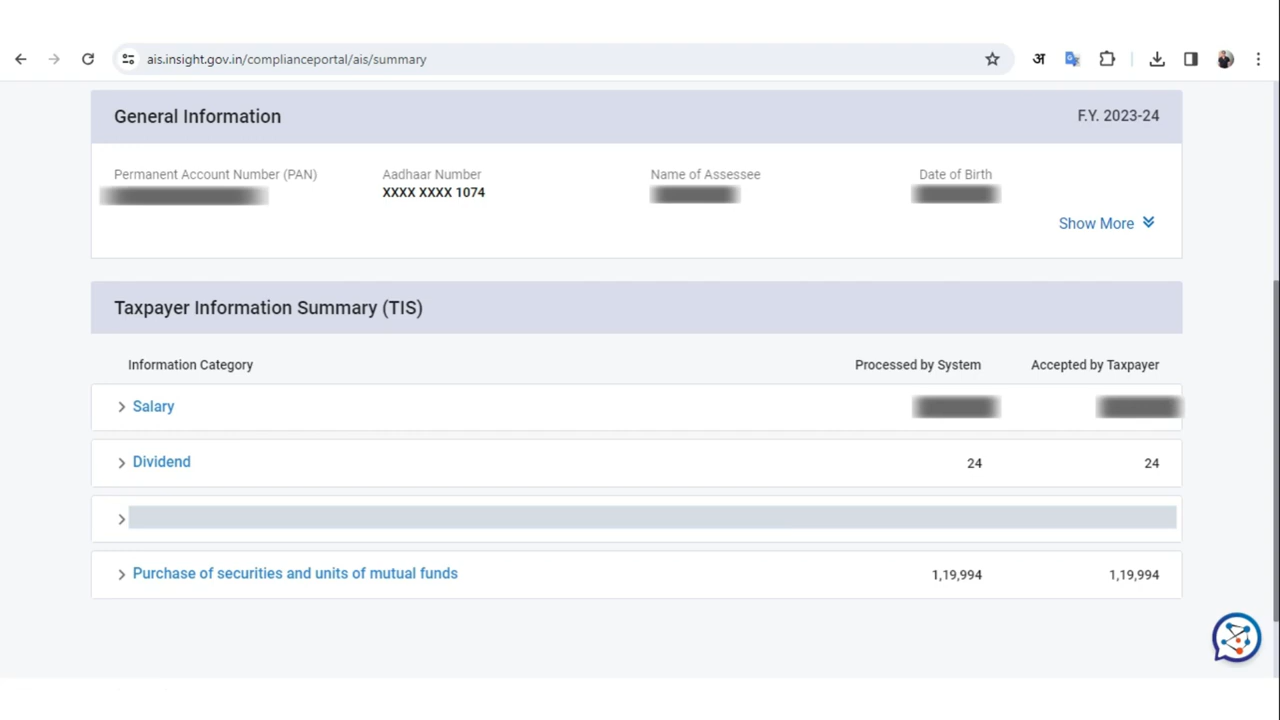 ais.insight.gov.in/complianceportal/ais/summary
अ
General Information
F.Y. 2023-24
Permanent Account Number (PAN)
Aadhaar Number
Name of Assessee
Date of Birth
XXXX XXXX 1074
Show More
Taxpayer Information Summary (TIS)
Information Category
Processed by System
Accepted by Taxpayer
Salary
Dividend 24 24
Purchase of securities and units of mutual funds 1,19,994 1,19,994